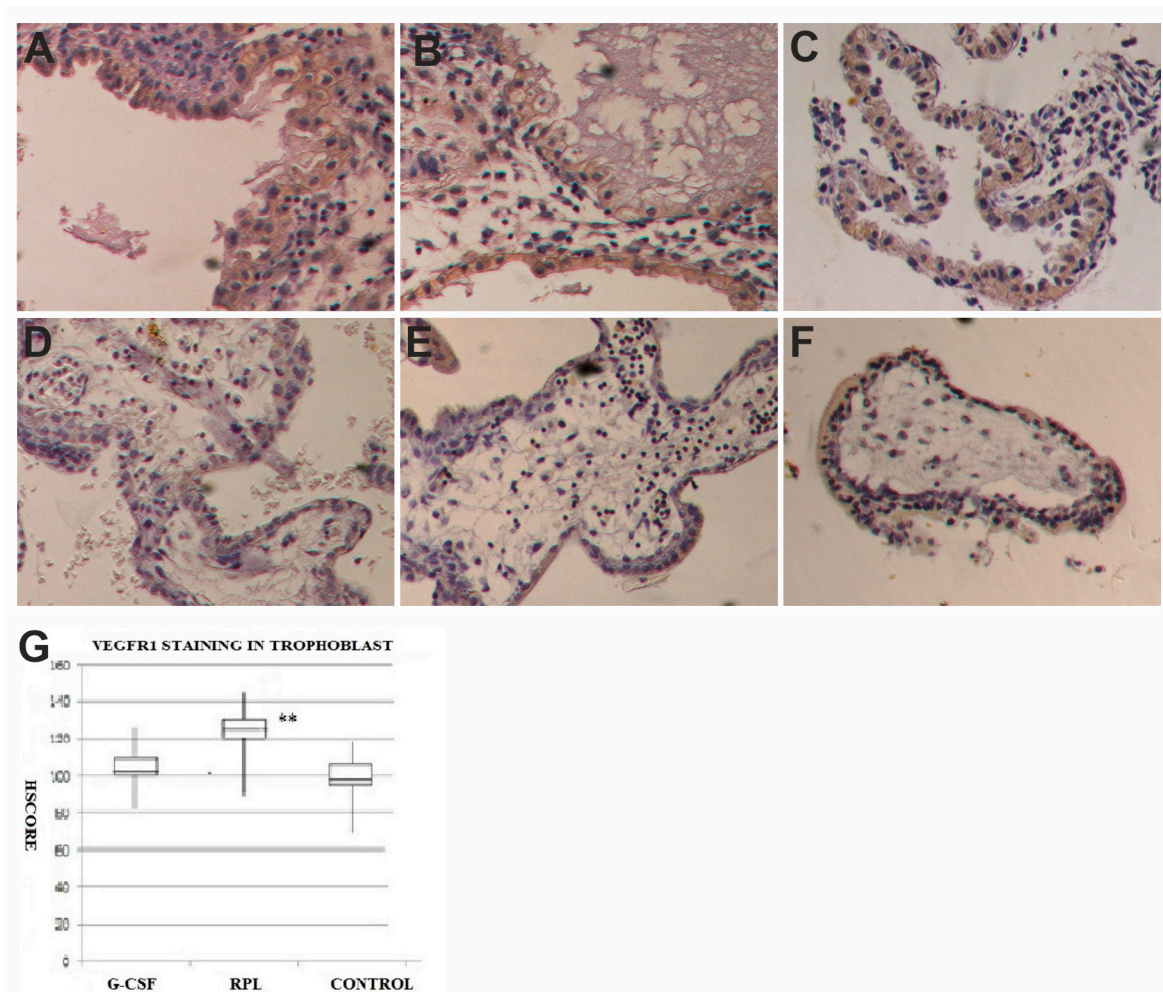 A
B
C
D
E
F
G
VEGFR1 STAINING IN TROPHOBLAST
160
140
120
100
80
60
40
20
0
HSCORE
**
G-CSF
RPL
CONTROL